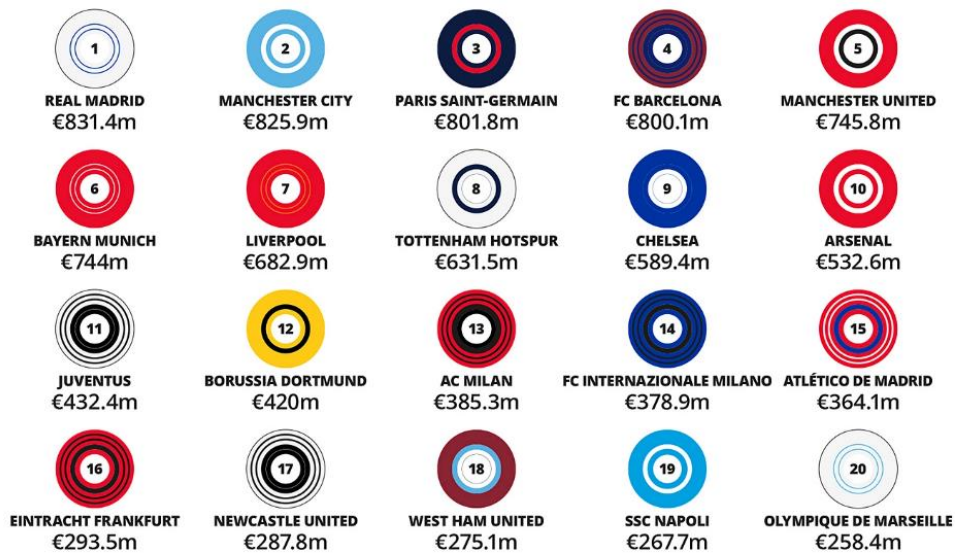 1 2 3 4 5
REAL MADRID MANCHESTER CITY PARIS SAINT-GERMAIN FC BARCELONA MANCHESTER UNITED
€831.4m €825.9m €801.8m €800.1m €745.8m
6 7 8 9 10
BAYERN MUNICH LIVERPOOL TOTTENHAM HOTSPUR CHELSEA ARSENAL
€744m €682.9m €631.5m €589.4m €532.6m
11 12 13 14 15
JUVENTUS BORUSSIA DORTMUND AC MILAN FC INTERNAZIONALE MILANO ATLÉTICO DE MADRID
€432.4m €420m €385.3m €378.9m €364.1m
16 17 18 19 20
EINTRACHT FRANKFURT NEWCASTLE UNITED WEST HAM UNITED SSC NAPOLI OLYMPIQUE DE MARSEILLE
€293.5m €287.8m €275.1m €267.7m €258.4m